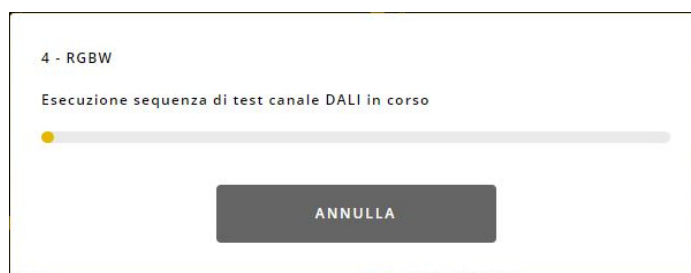 4 - RGBW
Esecuzione sequenza di test canale DALI in corso
ANNULLA